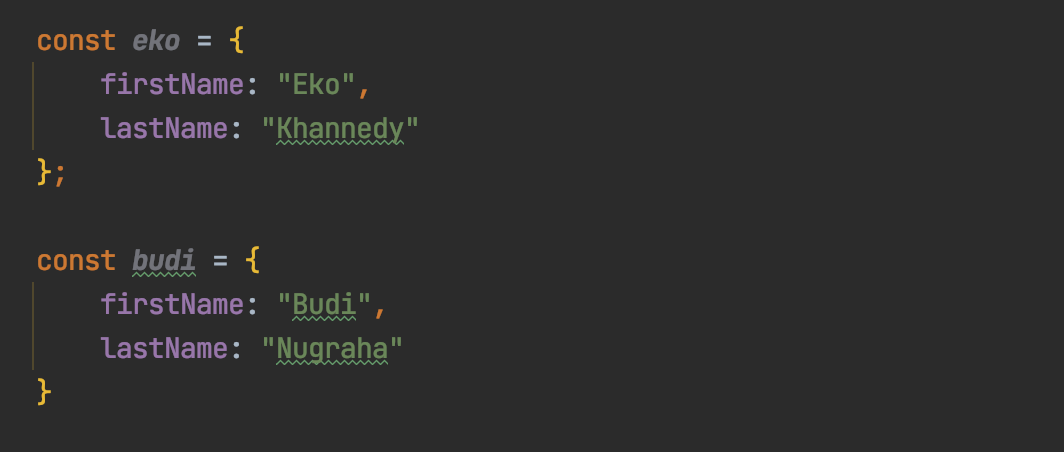 const eko = {
    firstName: "Eko",
    lastName: "Khannedy"
};

const budi = {
    firstName: "Budi",
    lastName: "Nugraha"
}